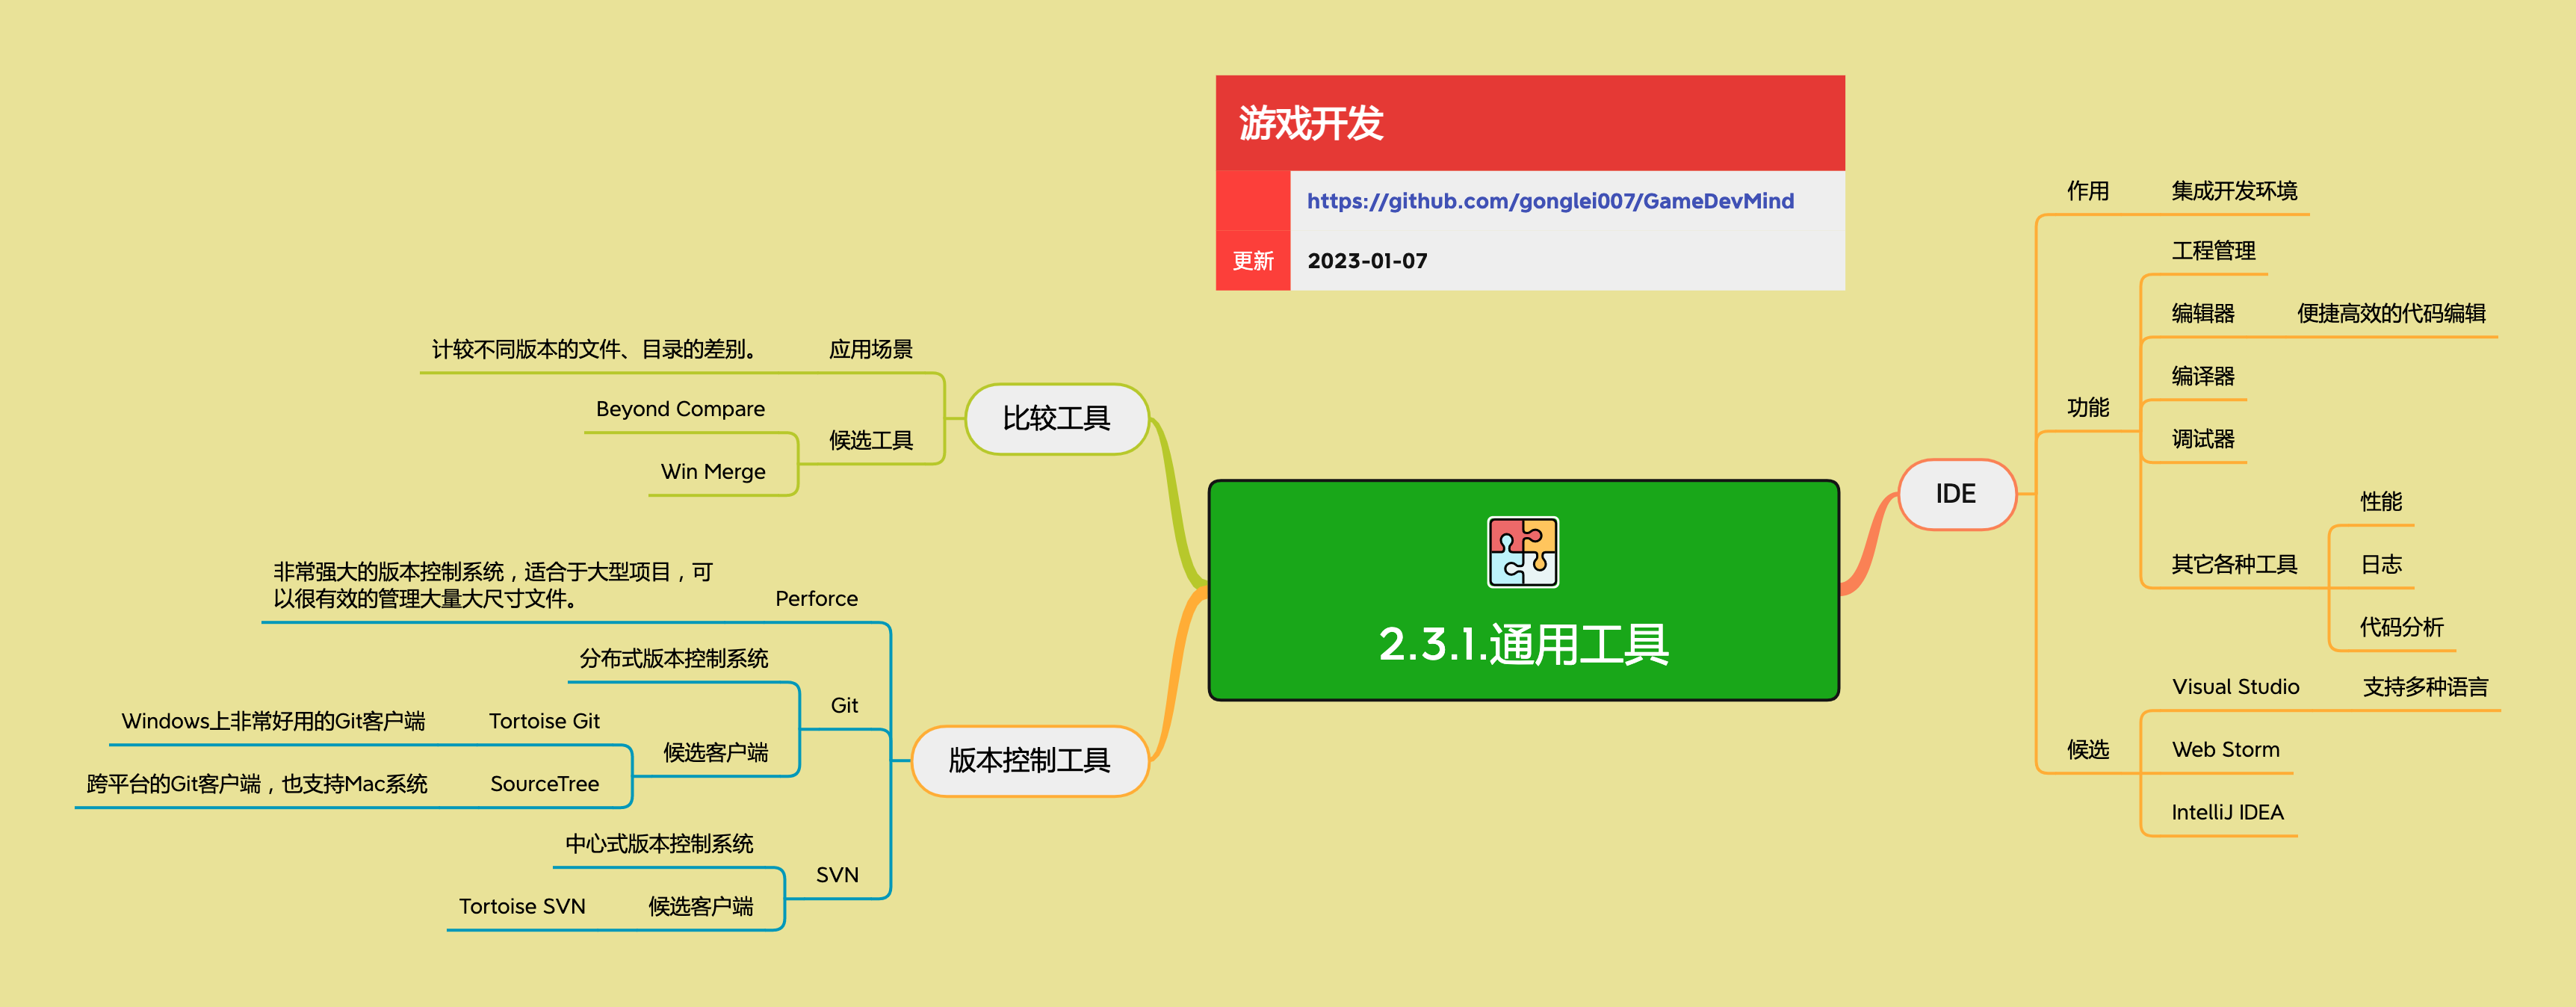 游戏开发
https://github.com/gonglei007/GameDevMind
更新
2023-01-07
2.3.1.通用工具
IDE
作用
集成开发环境
功能
工程管理
编辑器
便捷高效的代码编辑
编译器
调试器
其它各种工具
性能
日志
代码分析
候选
Visual Studio
支持多种语言
Web Storm
IntelliJ IDEA
比较工具
应用场景
计较不同版本的文件、目录的差别。
候选工具
Beyond Compare
Win Merge
版本控制工具
Perforce
非常强大的版本控制系统，适合于大型项目，可
以很有效的管理大量大尺寸文件。
Git
分布式版本控制系统
候选客户端
Tortoise Git
Windows上非常好用的Git客户端
SourceTree
跨平台的Git客户端，也支持Mac系统
SVN
中心式版本控制系统
候选客户端
Tortoise SVN